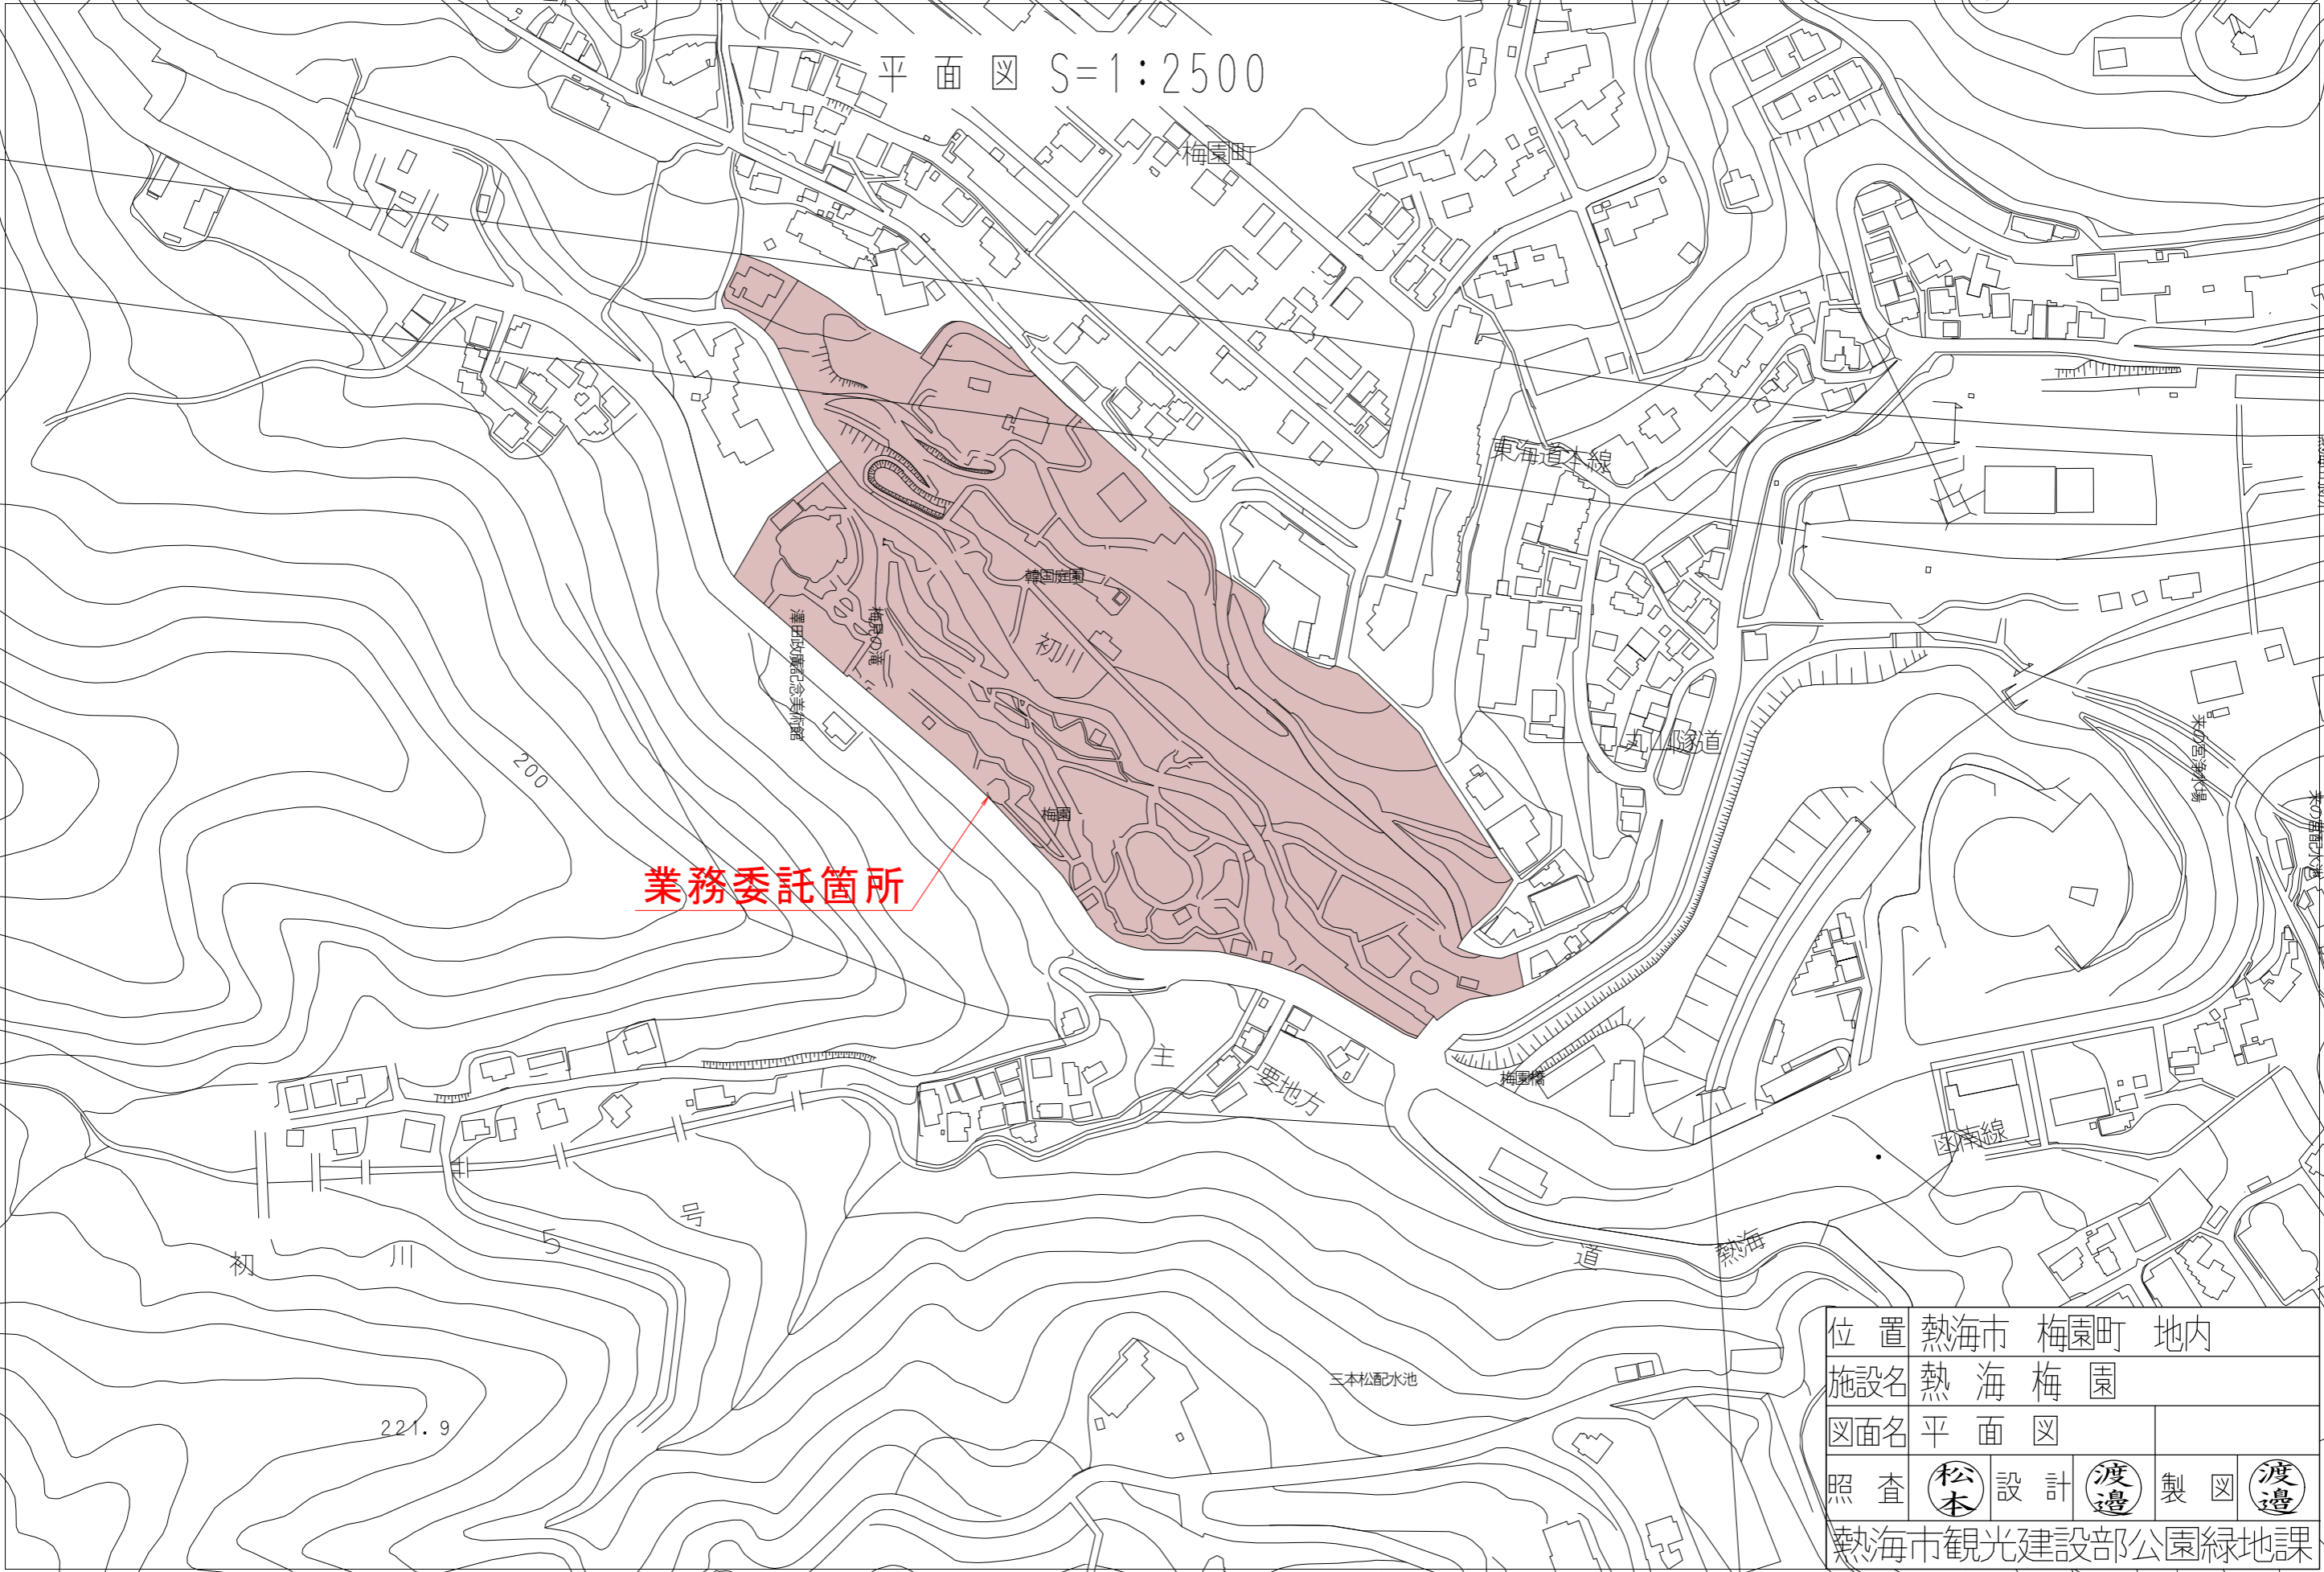 平 面 図 S=1:2500
梅園町
東海道本線
韓国庭園
初川
梅見の滝
澤田政廣記念美術館
200
丸山隧道
来の宮浄水場
梅園
業務委託箇所
主
要地方
梅園橋
函南線
号
5
初 川
道
熱海
三本松配水池
221.9
位 置 熱海市 梅園町 地内
施設名 熱 海 梅 園
図面名 平 面 図
照 査 松本 設 計 渡邉 製 図 渡邉
熱海市観光建設部公園緑地課